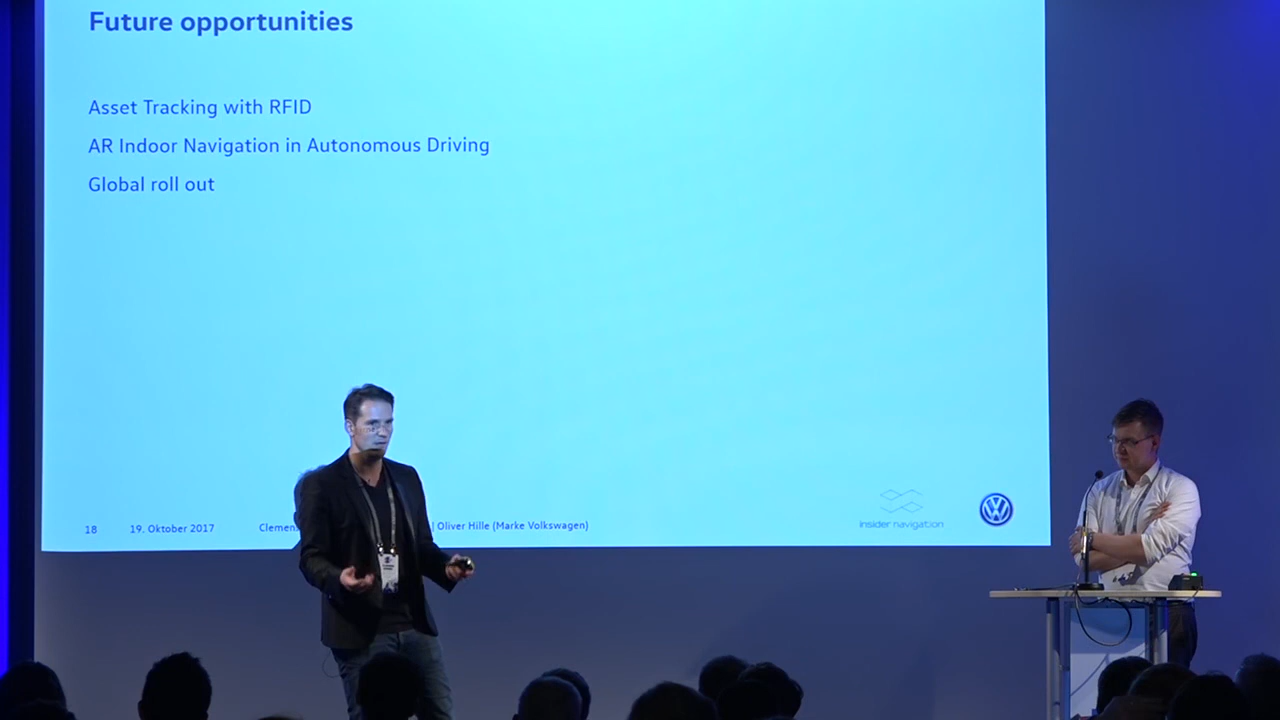 Future opportunities
Asset Tracking with RFID
AR Indoor Navigation in Autonomous Driving
Global roll out
18 19. Oktober 2017 Clemens | Oliver Hille (Marke Volkswagen)
insider navigation